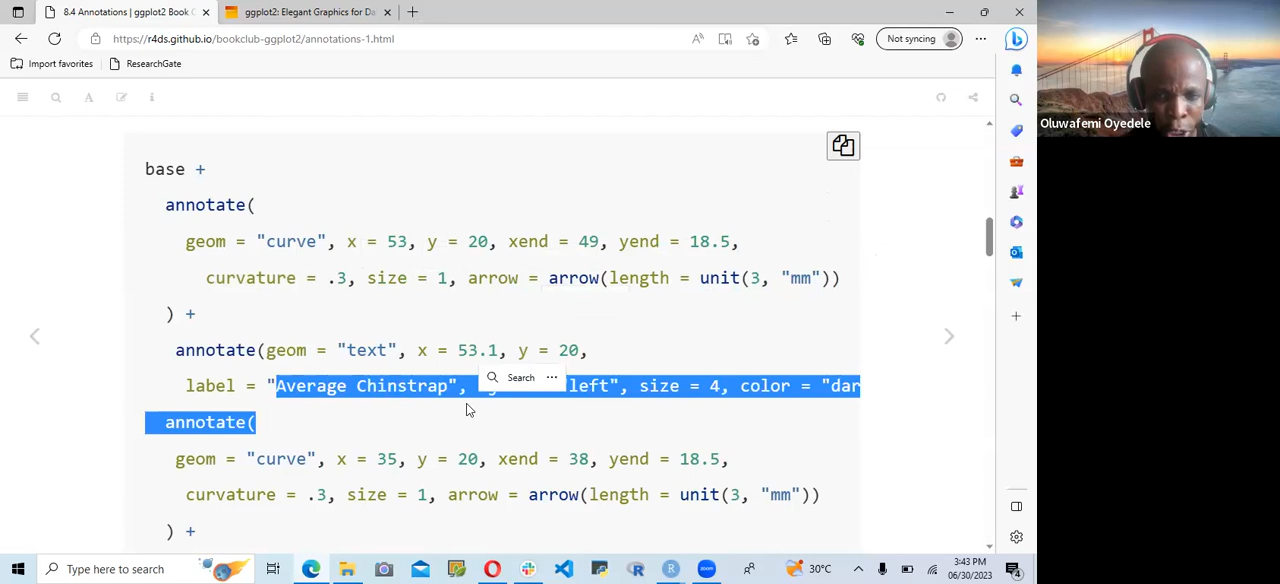 8.4 Annotations | ggplot2 Book C
ggplot2: Elegant Graphics for Da
https://r4ds.github.io/bookclub-ggplot2/annotations-1.html
Not syncing
Import favorites
ResearchGate
Oluwafemi Oyedele
base +
annotate(
geom = "curve", x = 53, y = 20, xend = 49, yend = 18.5,
curvature = .3, size = 1, arrow = arrow(length = unit(3, "mm"))
) +
annotate(geom = "text", x = 53.1, y = 20,
label = "Average Chinstrap", left", size = 4, color = "dar
Search
annotate(
geom = "curve", x = 35, y = 20, xend = 38, yend = 18.5,
curvature = .3, size = 1, arrow = arrow(length = unit(3, "mm"))
) +
Type here to search
30°C
3:43 PM
06/30/2023
4